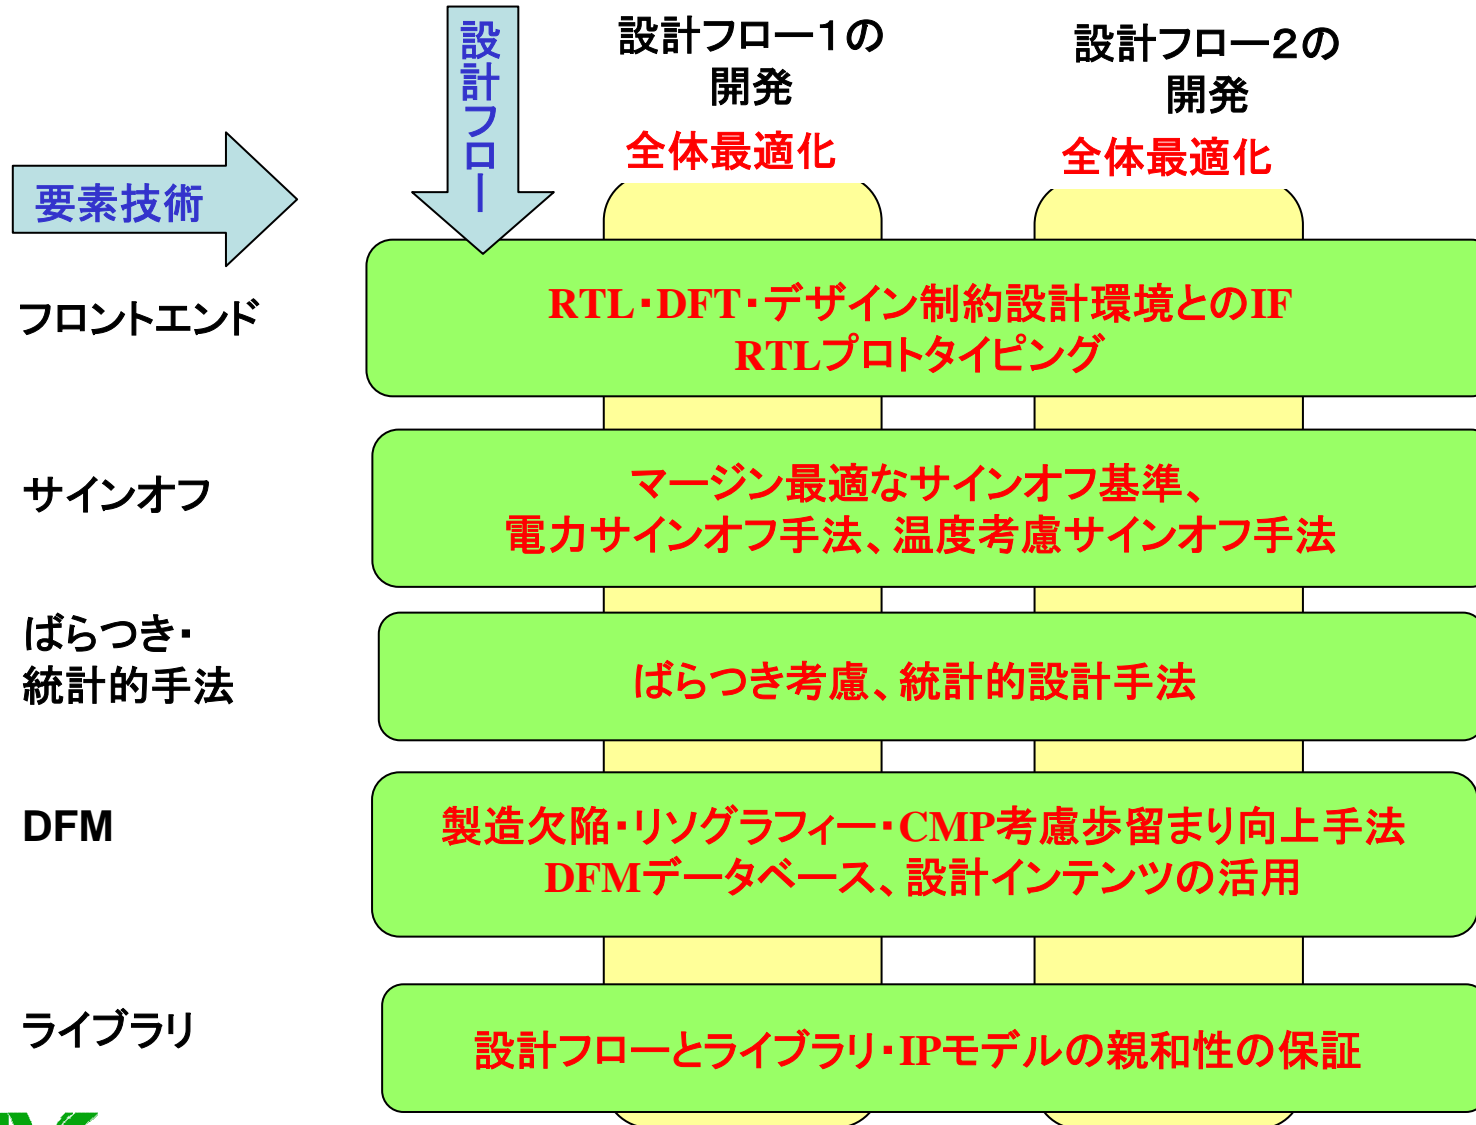 設計フロー
設計フロー１の
開発
全体最適化
設計フロー２の
開発
全体最適化
要素技術
フロントエンド
RTL・DFT・デザイン制約設計環境とのIF
RTLプロトタイピング
サインオフ
マージン最適なサインオフ基準、
電力サインオフ手法、温度考慮サインオフ手法
ばらつき・
統計的手法
ばらつき考慮、統計的設計手法
DFM
製造欠陥・リソグラフィー・CMP考慮歩留まり向上手法
DFMデータベース、設計インテンツの活用
ライブラリ
設計フローとライブラリ・IPモデルの親和性の保証